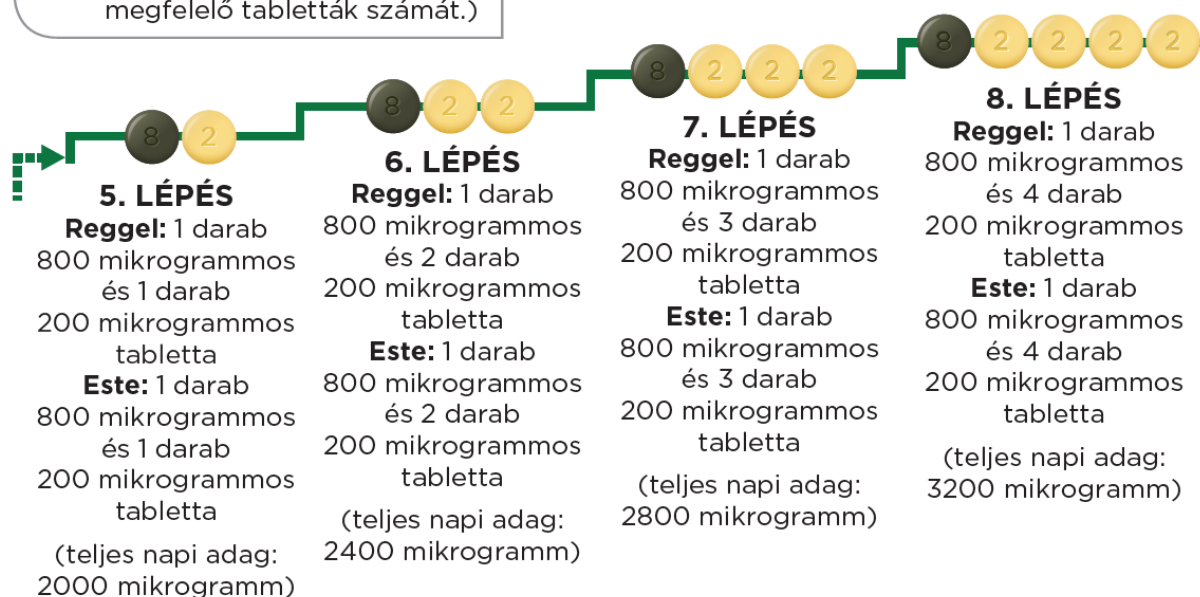 megfelelő tabletták számát.)
8 2
5. LÉPÉS
Reggel: 1 darab
800 mikrogrammos
és 1 darab
200 mikrogrammos
tabletta
Este: 1 darab
800 mikrogrammos
és 1 darab
200 mikrogrammos
tabletta
(teljes napi adag:
2000 mikrogramm)
8 2 2
6. LÉPÉS
Reggel: 1 darab
800 mikrogrammos
és 2 darab
200 mikrogrammos
tabletta
Este: 1 darab
800 mikrogrammos
és 2 darab
200 mikrogrammos
tabletta
(teljes napi adag:
2400 mikrogramm)
8 2 2 2
7. LÉPÉS
Reggel: 1 darab
800 mikrogrammos
és 3 darab
200 mikrogrammos
tabletta
Este: 1 darab
800 mikrogrammos
és 3 darab
200 mikrogrammos
tabletta
(teljes napi adag:
2800 mikrogramm)
8 2 2 2 2
8. LÉPÉS
Reggel: 1 darab
800 mikrogrammos
és 4 darab
200 mikrogrammos
tabletta
Este: 1 darab
800 mikrogrammos
és 4 darab
200 mikrogrammos
tabletta
(teljes napi adag:
3200 mikrogramm)